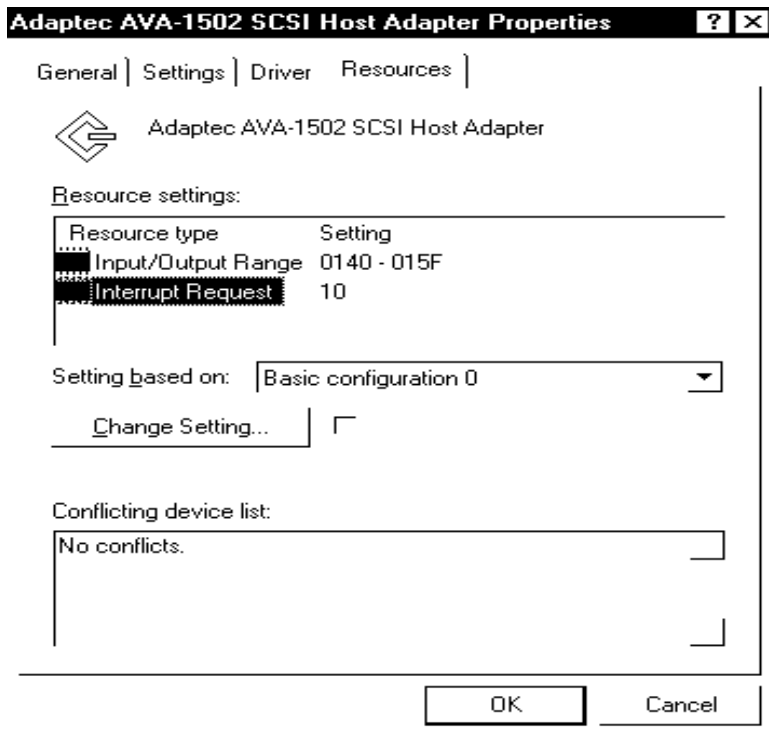 Adaptec AVA-1502 SCSI Host Adapter Properties ? X
General Settings Driver Resources
Adaptec AVA-1502 SCSI Host Adapter
Resource settings:
Resource type Setting
Input/Output Range 0140 - 015F
Interrupt Request 10
Setting based on: Basic configuration 0
Change Setting...
Conflicting device list:
No conflicts.
OK Cancel